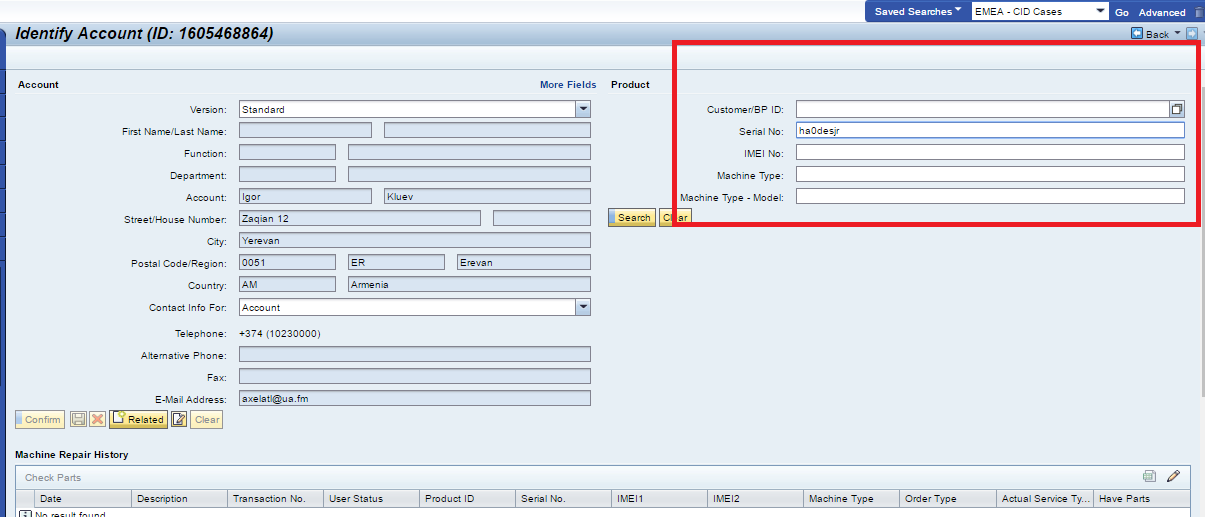 Saved Searches EMEA - CID Cases Go Advanced
Identify Account (ID: 1605468864) Back
Account More Fields Product
Version: Standard Customer/BP ID:
First Name/Last Name: Serial No: ha0desjr
Function: IMEI No:
Department: Machine Type:
Account: Igor Kluev Machine Type - Model:
Street/House Number: Zaqian 12 Search Clear
City: Yerevan
Postal Code/Region: 0051 ER Erevan
Country: AM Armenia
Contact Info For: Account
Telephone: +374 (10230000)
Alternative Phone:
Fax:
E-Mail Address: axelatl@ua.fm
Confirm Related Clear
Machine Repair History
Check Parts
Date Description Transaction No. User Status Product ID Serial No. IMEI1 IMEI2 Machine Type Order Type Actual Service Ty... Have Parts
No result found